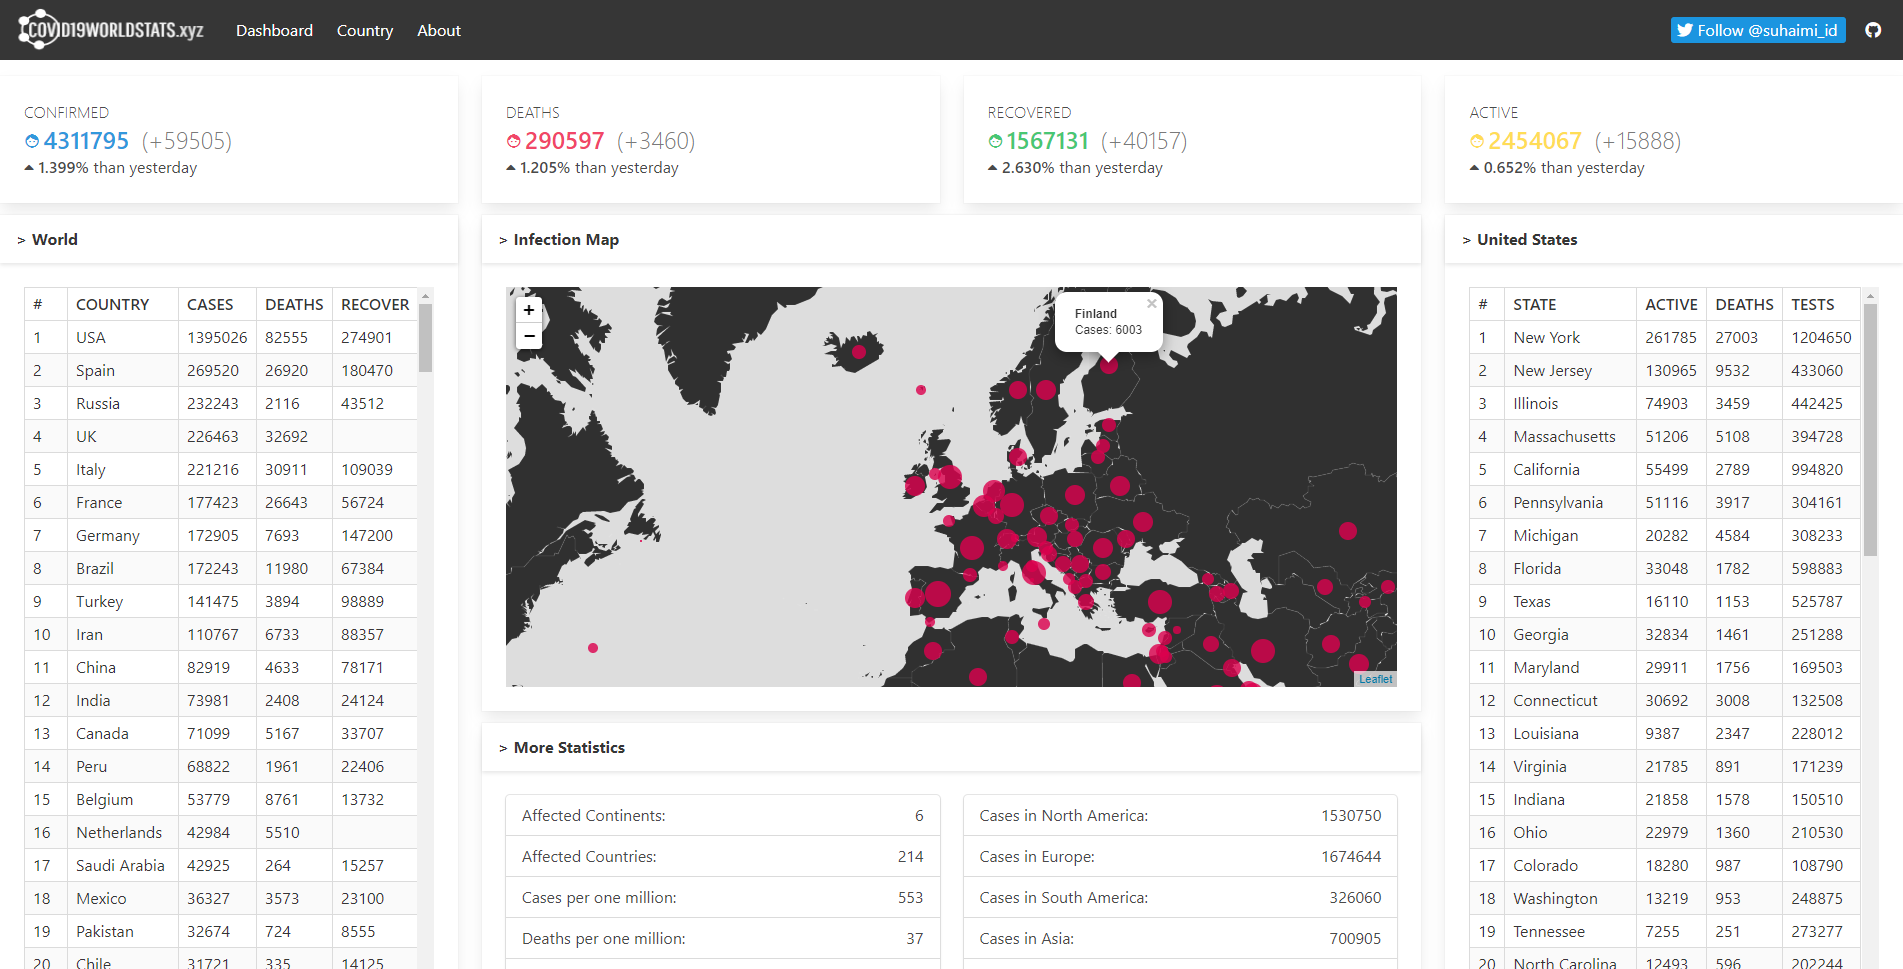 COVID19WORLDSTATS.xyz
Dashboard Country About
Follow @suhaimi_id
CONFIRMED
4311795 (+59505)
1.399% than yesterday
DEATHS
290597 (+3460)
1.205% than yesterday
RECOVERED
1567131 (+40157)
2.630% than yesterday
ACTIVE
2454067 (+15888)
0.652% than yesterday
> World
# COUNTRY CASES DEATHS RECOVER
1 USA 1395026 82555 274901
2 Spain 269520 26920 180470
3 Russia 232243 2116 43512
4 UK 226463 32692
5 Italy 221216 30911 109039
6 France 177423 26643 56724
7 Germany 172905 7693 147200
8 Brazil 172243 11980 67384
9 Turkey 141475 3894 98889
10 Iran 110767 6733 88357
11 China 82919 4633 78171
12 India 73981 2408 24124
13 Canada 71099 5167 33707
14 Peru 68822 1961 22406
15 Belgium 53779 8761 13732
16 Netherlands 42984 5510
17 Saudi Arabia 42925 264 15257
18 Mexico 36327 3573 23100
19 Pakistan 32674 724 8555
20 Chile 31721 335 14125
> Infection Map
+
−
Finland ×
Cases: 6003
Leaflet
> More Statistics
Affected Continents: 6
Affected Countries: 214
Cases per one million: 553
Deaths per one million: 37
Cases in North America: 1530750
Cases in Europe: 1674644
Cases in South America: 326060
Cases in Asia: 700905
> United States
# STATE ACTIVE DEATHS TESTS
1 New York 261785 27003 1204650
2 New Jersey 130965 9532 433060
3 Illinois 74903 3459 442425
4 Massachusetts 51206 5108 394728
5 California 55499 2789 994820
6 Pennsylvania 51116 3917 304161
7 Michigan 20282 4584 308233
8 Florida 33048 1782 598883
9 Texas 16110 1153 525787
10 Georgia 32834 1461 251288
11 Maryland 29911 1756 169503
12 Connecticut 30692 3008 132508
13 Louisiana 9387 2347 228012
14 Virginia 21785 891 171239
15 Indiana 21858 1578 150510
16 Ohio 22979 1360 210530
17 Colorado 18280 987 108790
18 Washington 13219 953 248875
19 Tennessee 7255 251 273277
20 North Carolina 12493 596 202244